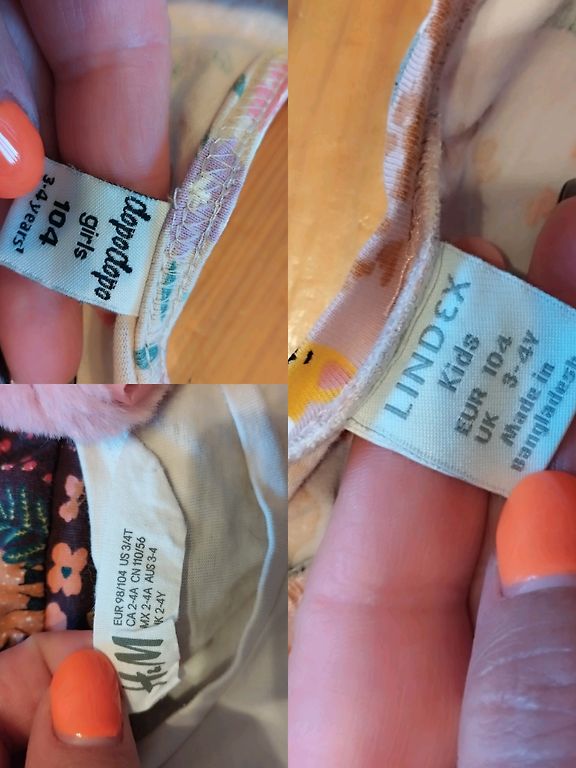 dopodopo
girls
104
3-4 years
LINDEX
Kids
EUR 104
UK 3-4Y
Made in
Bangladesh
EUR 98/104 US 3/4T
CA 2-4A CN 110/56
MX 2-4A AUS 3-4
K 2-4Y
H&M